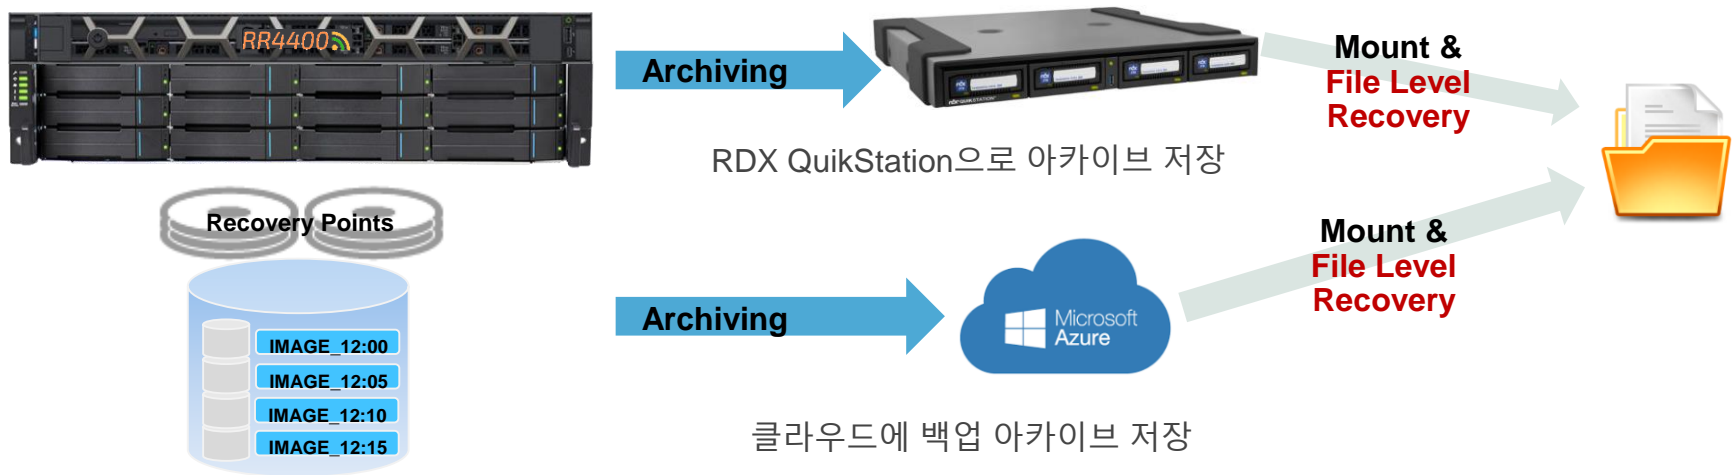 RR4400
Archiving
RDX QuikStation으로 아카이브 저장
Mount &
File Level
Recovery
Recovery Points
IMAGE_12:00
IMAGE_12:05
IMAGE_12:10
IMAGE_12:15
Archiving
Microsoft
Azure
클라우드에 백업 아카이브 저장
Mount &
File Level
Recovery